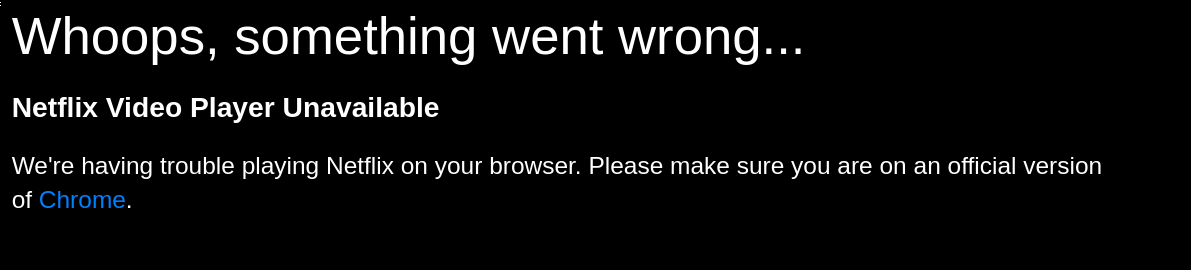 Whoops, something went wrong...
Netflix Video Player Unavailable
We're having trouble playing Netflix on your browser. Please make sure you are on an official version
of Chrome.